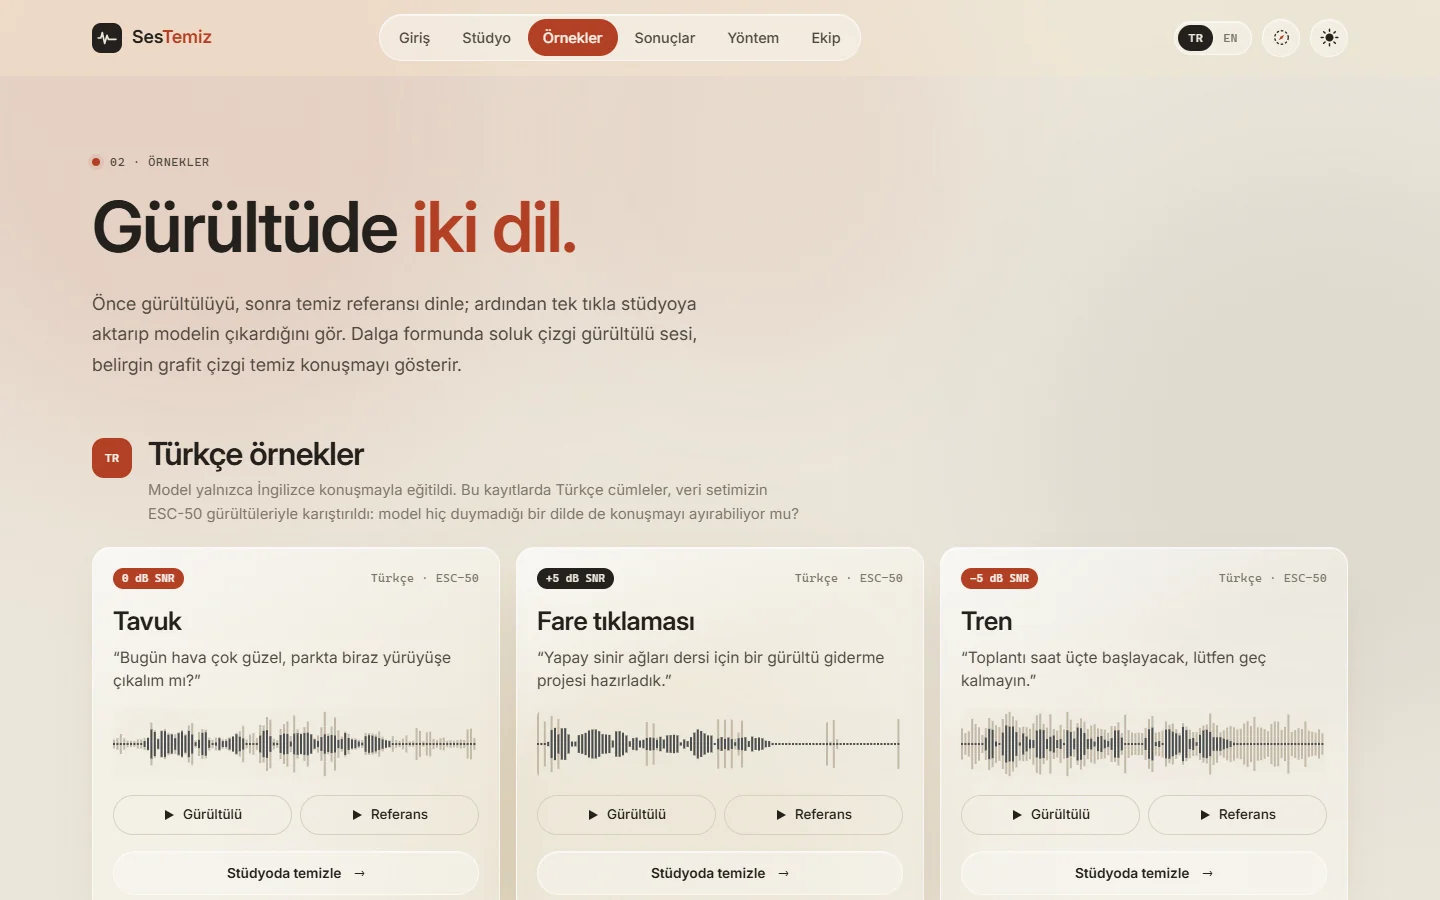 SesTemiz
Giriş
Stüdyo
Örnekler
Sonuçlar
Yöntem
Ekip
TR
EN
02 · ÖRNEKLER
Gürültüde iki dil.
Önce gürültülüyü, sonra temiz referansı dinle; ardından tek tıkla stüdyoya
aktarıp modelin çıkardığını gör. Dalga formunda soluk çizgi gürültülü sesi,
belirgin grafit çizgi temiz konuşmayı gösterir.
TR
Türkçe örnekler
Model yalnızca İngilizce konuşmayla eğitildi. Bu kayıtlarda Türkçe cümleler, veri setimizin
ESC-50 gürültüleriyle karıştırıldı: model hiç duymadığı bir dilde de konuşmayı ayırabiliyor mu?
0 dB SNR
Türkçe · ESC-50
Tavuk
“Bugün hava çok güzel, parkta biraz yürüyüşe
çıkalım mı?”
▶ Gürültülü
▶ Referans
Stüdyoda temizle →
+5 dB SNR
Türkçe · ESC-50
Fare tıklaması
“Yapay sinir ağları dersi için bir gürültü giderme
projesi hazırladık.”
▶ Gürültülü
▶ Referans
Stüdyoda temizle →
−5 dB SNR
Türkçe · ESC-50
Tren
“Toplantı saat üçte başlayacak, lütfen geç
kalmayın.”
▶ Gürültülü
▶ Referans
Stüdyoda temizle →